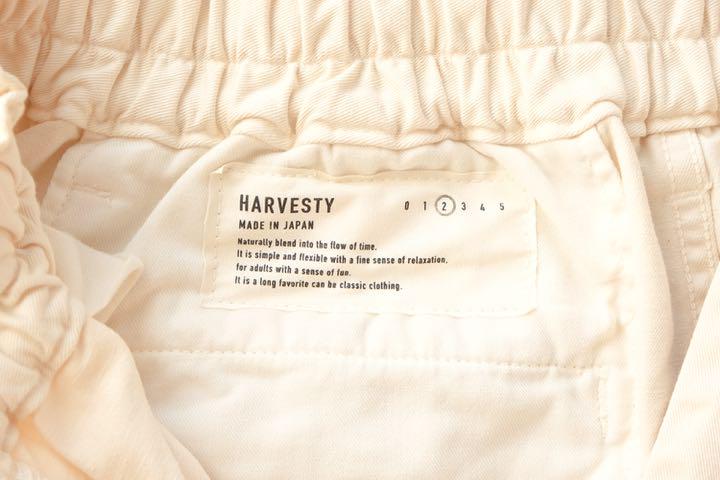 HARVESTY 0 1 2 3 4 5
MADE IN JAPAN
Naturally blend into the flow of time.
It is simple and flexible with a fine sense of relaxation,
for adults with a sense of fun.
It is a long favorite can be classic clothing.